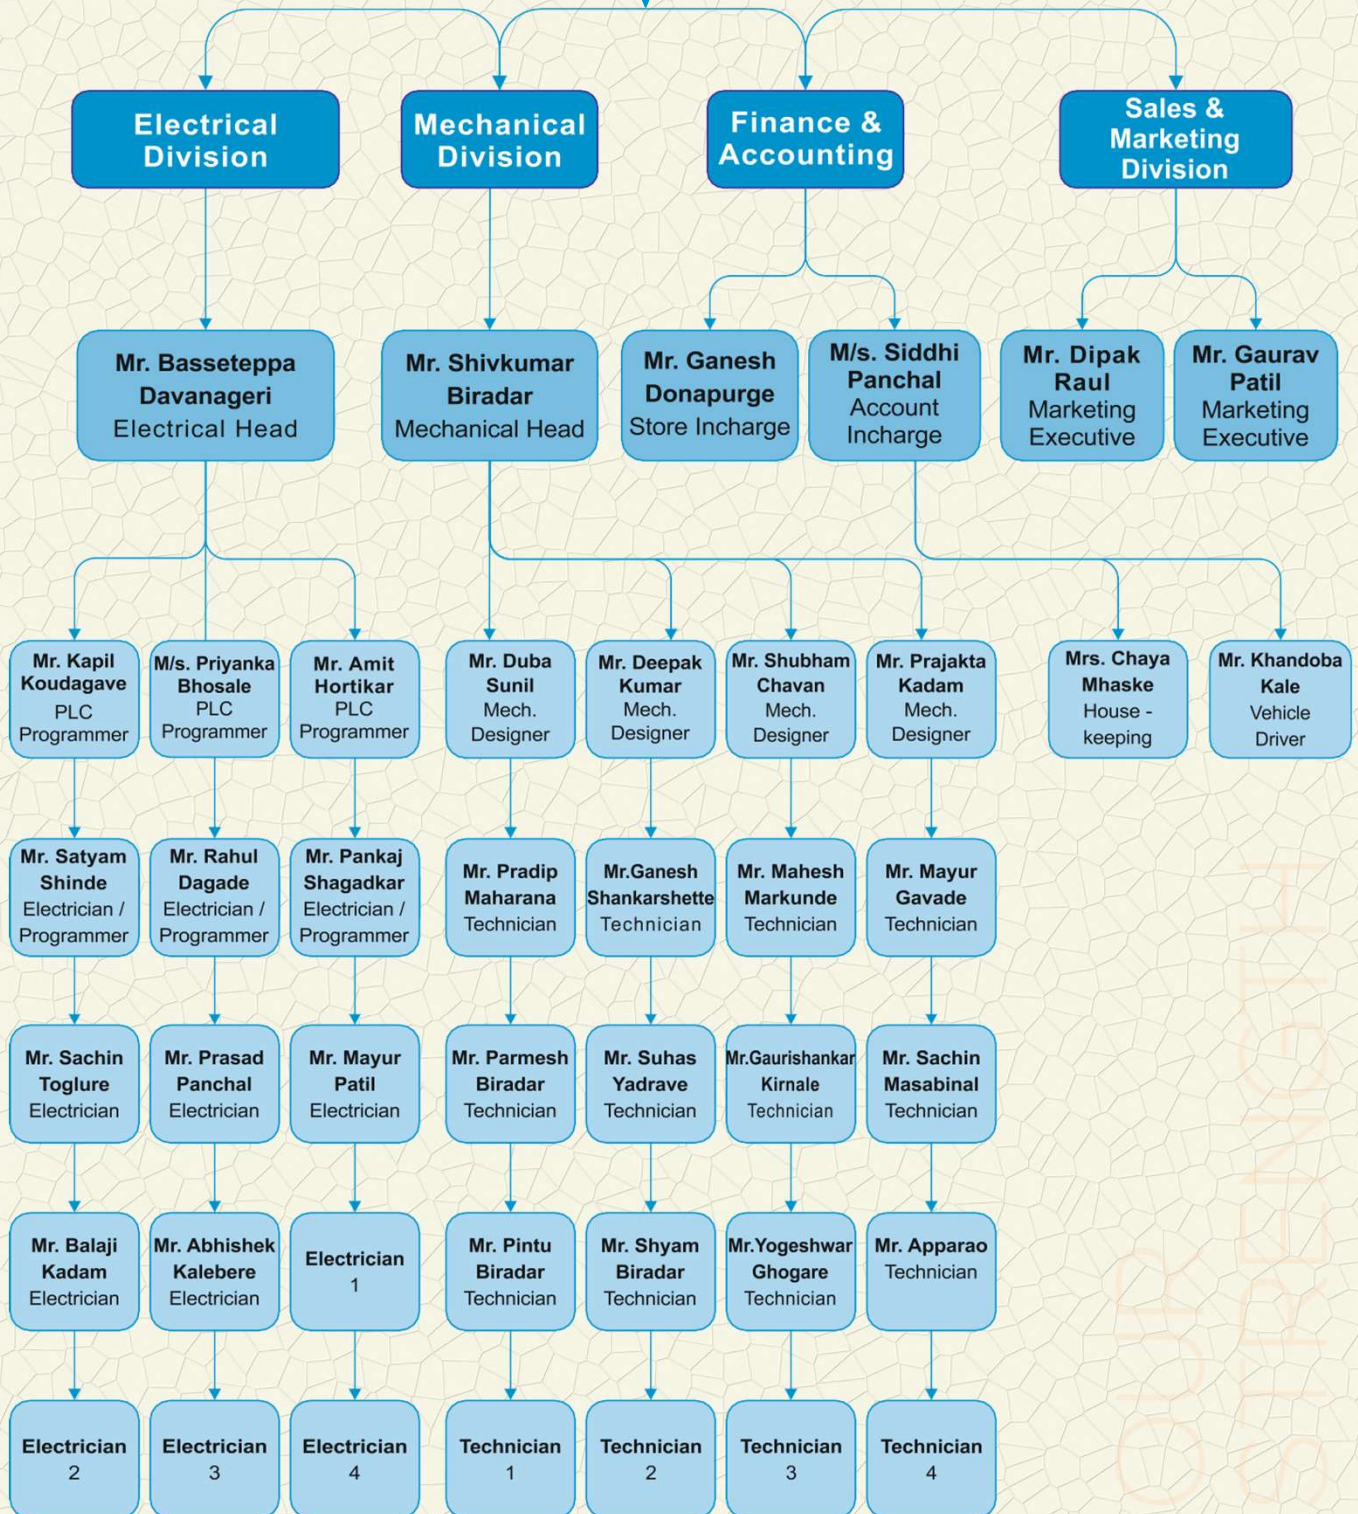 Electrical
Division
Mechanical
Division
Finance &
Accounting
Sales &
Marketing
Division
Mr. Basseteppa
Davanageri
Electrical Head
Mr. Shivkumar
Biradar
Mechanical Head
Mr. Ganesh
Donapurge
Store Incharge
M/s. Siddhi
Panchal
Account
Incharge
Mr. Dipak
Raul
Marketing
Executive
Mr. Gaurav
Patil
Marketing
Executive
Mr. Kapil
Koudagave
PLC
Programmer
M/s. Priyanka
Bhosale
PLC
Programmer
Mr. Amit
Hortikar
PLC
Programmer
Mr. Duba
Sunil
Mech.
Designer
Mr. Deepak
Kumar
Mech.
Designer
Mr. Shubham
Chavan
Mech.
Designer
Mr. Prajakta
Kadam
Mech.
Designer
Mrs. Chaya
Mhaske
House -
keeping
Mr. Khandoba
Kale
Vehicle
Driver
Mr. Satyam
Shinde
Electrician /
Programmer
Mr. Rahul
Dagade
Electrician /
Programmer
Mr. Pankaj
Shagadkar
Electrician /
Programmer
Mr. Pradip
Maharana
Technician
Mr.Ganesh
Shankarshette
Technician
Mr. Mahesh
Markunde
Technician
Mr. Mayur
Gavade
Technician
Mr. Sachin
Toglure
Electrician
Mr. Prasad
Panchal
Electrician
Mr. Mayur
Patil
Electrician
Mr. Parmesh
Biradar
Technician
Mr. Suhas
Yadrave
Technician
Mr.Gaurishankar
Kirnale
Technician
Mr. Sachin
Masabinal
Technician
Mr. Balaji
Kadam
Electrician
Mr. Abhishek
Kalebere
Electrician
Electrician
1
Mr. Pintu
Biradar
Technician
Mr. Shyam
Biradar
Technician
Mr.Yogeshwar
Ghogare
Technician
Mr. Apparao
Technician
Electrician
2
Electrician
3
Electrician
4
Technician
1
Technician
2
Technician
3
Technician
4
OUR
STRENGTH